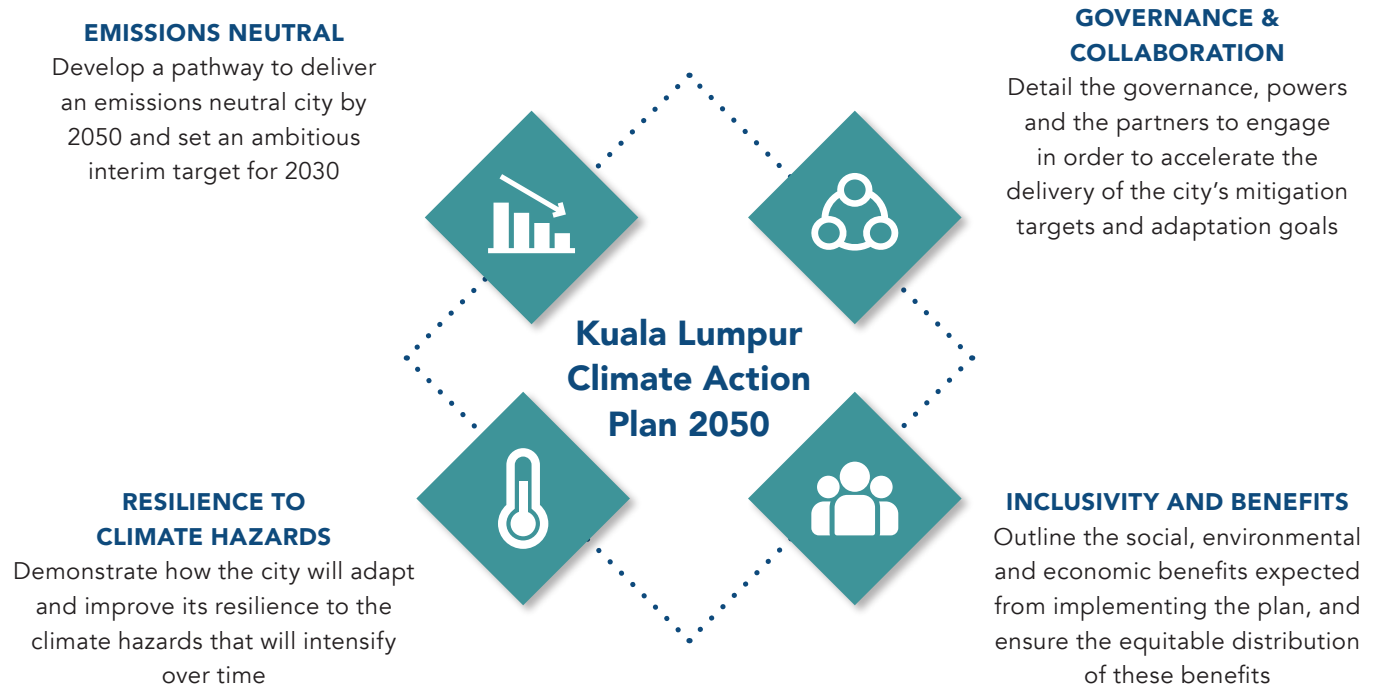 EMISSIONS NEUTRAL
Develop a pathway to deliver
an emissions neutral city by
2050 and set an ambitious
interim target for 2030
GOVERNANCE &
COLLABORATION
Detail the governance, powers
and the partners to engage
in order to accelerate the
delivery of the city’s mitigation
targets and adaptation goals
Kuala Lumpur
Climate Action
Plan 2050
RESILIENCE TO
CLIMATE HAZARDS
Demonstrate how the city will adapt
and improve its resilience to the
climate hazards that will intensify
over time
INCLUSIVITY AND BENEFITS
Outline the social, environmental
and economic benefits expected
from implementing the plan, and
ensure the equitable distribution
of these benefits